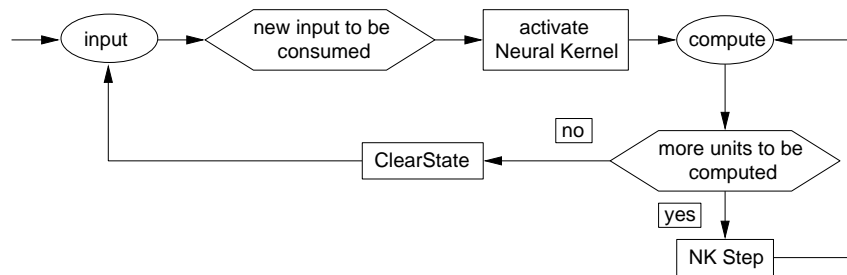 input
new input to be
consumed
activate
Neural Kernel
compute
no
ClearState
more units to be
computed
yes
NK Step